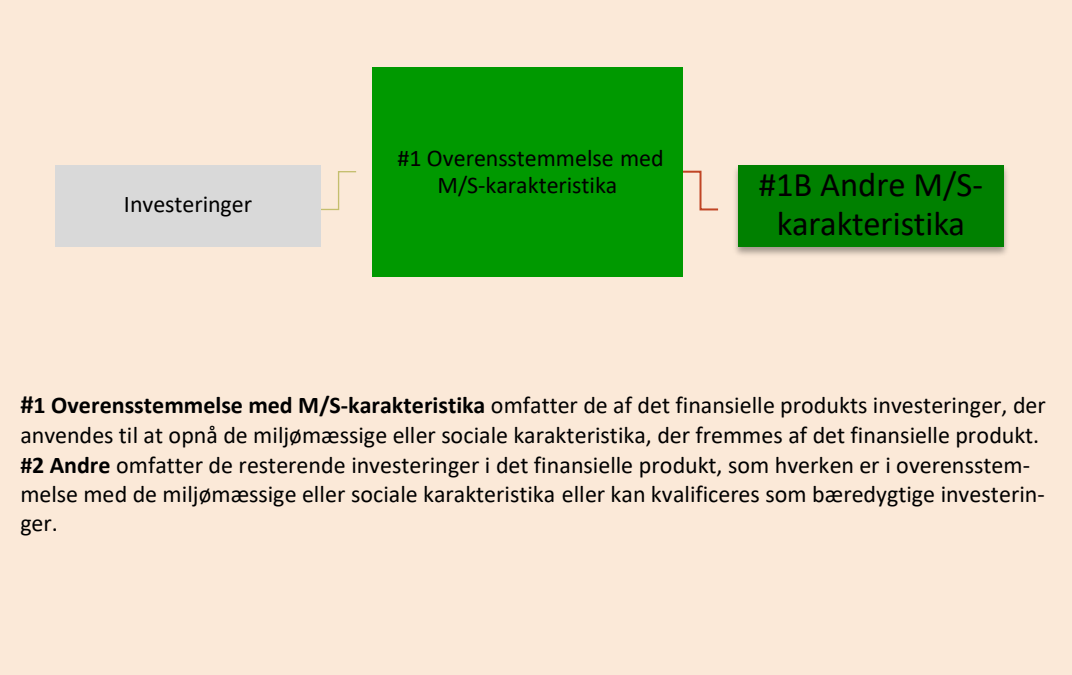 Investeringer
#1 Overensstemmelse med
M/S-karakteristika
#1B Andre M/S-
karakteristika
#1 Overensstemmelse med M/S-karakteristika omfatter de af det finansielle produkts investeringer, der
anvendes til at opnå de miljømæssige eller sociale karakteristika, der fremmes af det finansielle produkt.
#2 Andre omfatter de resterende investeringer i det finansielle produkt, som hverken er i overensstem-
melse med de miljømæssige eller sociale karakteristika eller kan kvalificeres som bæredygtige investerin-
ger.